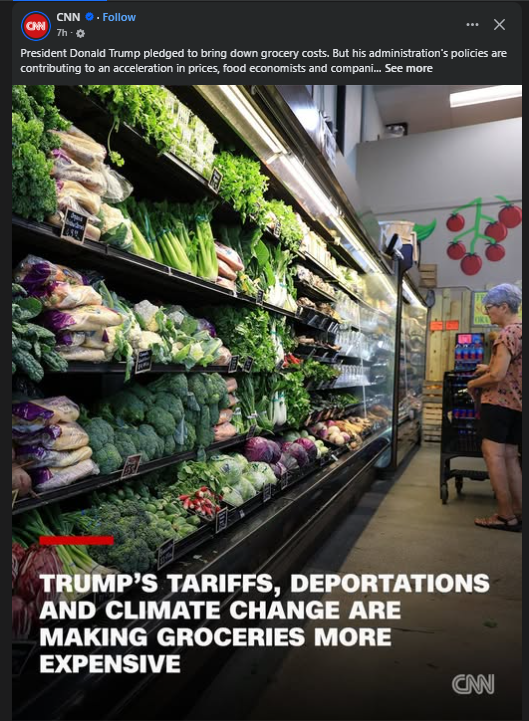 CNN
CNN · Follow
7h ·
President Donald Trump pledged to bring down grocery costs. But his administration's policies are
contributing to an acceleration in prices, food economists and compani... See more
TRUMP'S TARIFFS, DEPORTATIONS
AND CLIMATE CHANGE ARE
MAKING GROCERIES MORE
EXPENSIVE
CNN